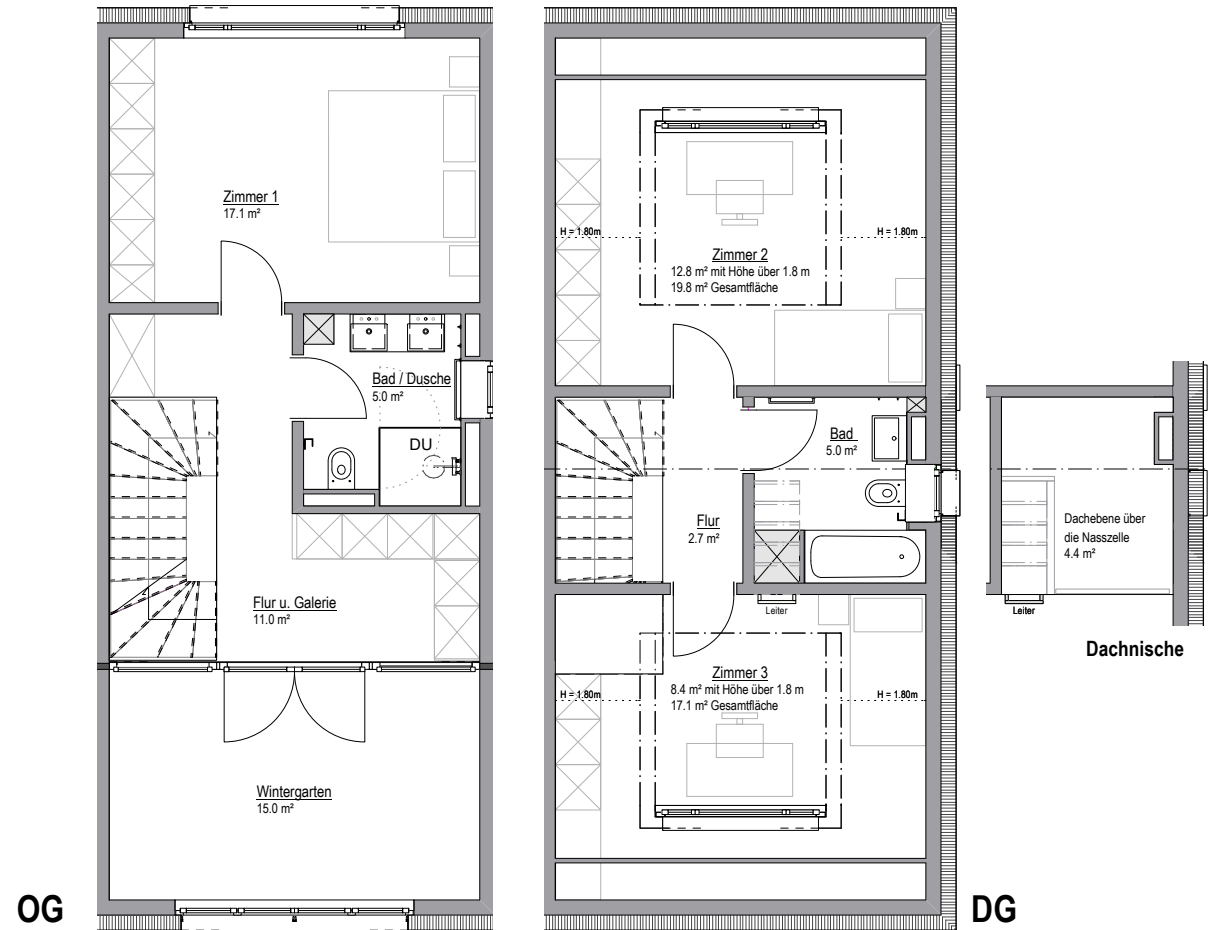 Zimmer 1
17.1 m²
Bad / Dusche
5.0 m²
DU
Flur u. Galerie
11.0 m²
Wintergarten
15.0 m²
OG
H = 1.80m
H = 1.80m
Zimmer 2
12.8 m² mit Höhe über 1.8 m
19.8 m² Gesamtfläche
Bad
5.0 m²
Flur
2.7 m²
Leiter
Zimmer 3
8.4 m² mit Höhe über 1.8 m
17.1 m² Gesamtfläche
H = 1.80m
H = 1.80m
DG
Dachebene über
die Nasszelle
4.4 m²
Leiter
Dachnische